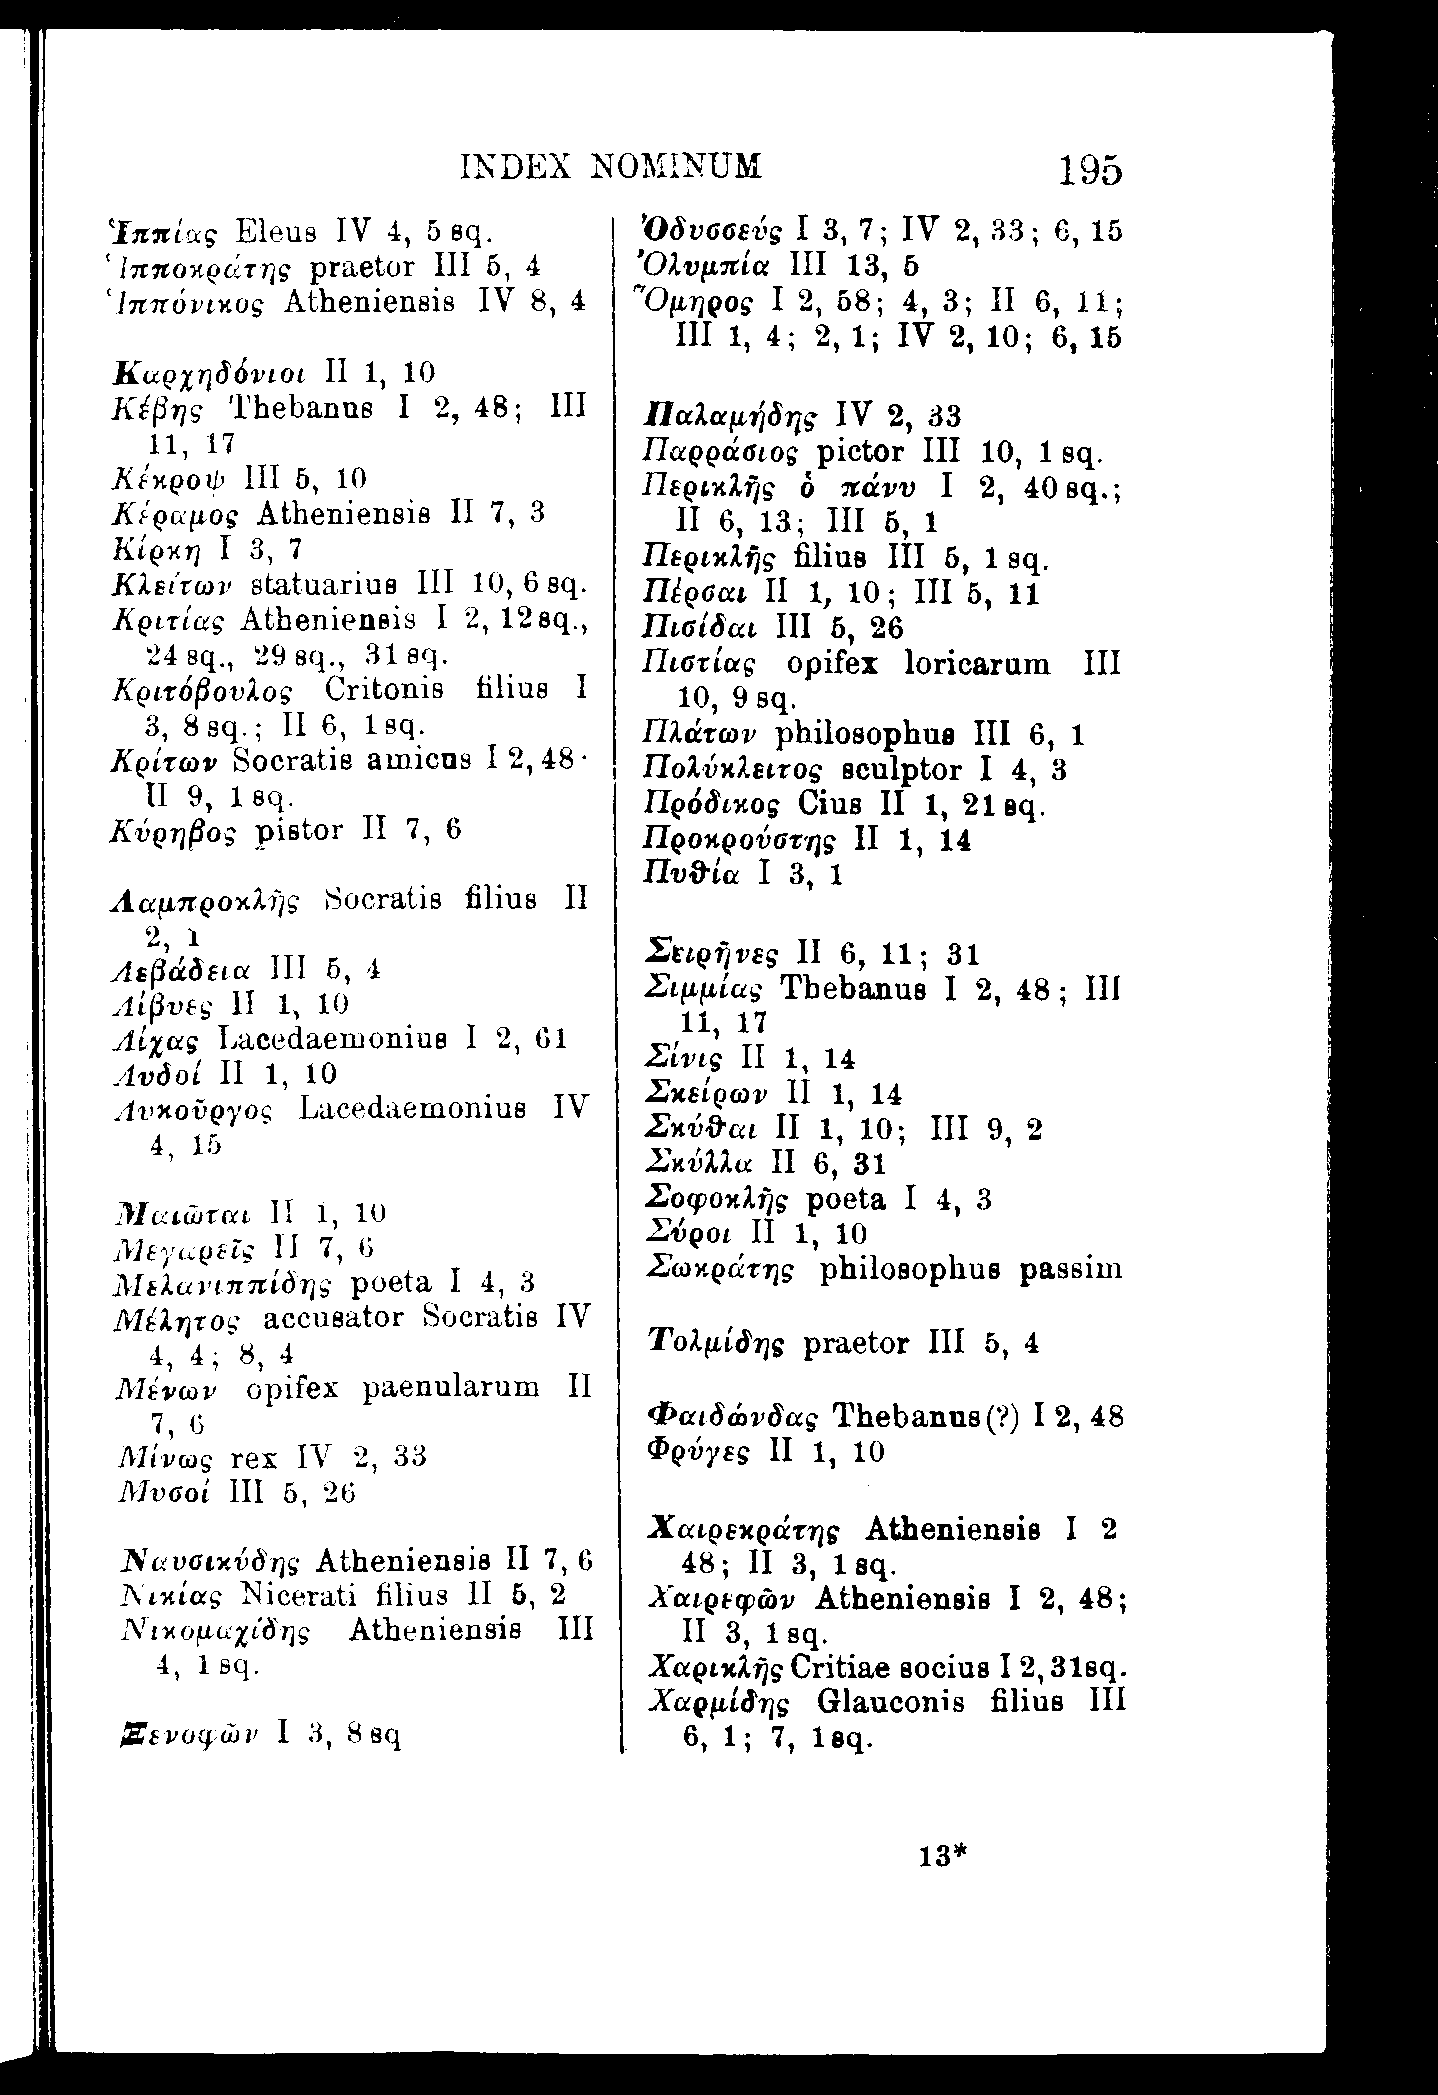 INDEX NOMINUM 195
Ἱππίας Eleus IV 4, 5 sq.
Ἱπποκράτης praetor III 5, 4
Ἱππόνικος Atheniensis IV 8, 4
Καρχηδόνιοι II 1, 10
Κέβης Thebanus I 2, 48; III
11, 17
Κέκροψ III 5, 10
Κέραμος Atheniensis II 7, 3
Κίρκη I 3, 7
Κλείτων statuarius III 10, 6 sq.
Κριτίας Atheniensis I 2, 12 sq.,
24 sq., 29 sq., 31 sq.
Κριτόβουλος Critonis filius I
3, 8 sq.; II 6, 1 sq.
Κρίτων Socratis amicus I 2, 48·
II 9, 1 sq.
Κύρηβος pistor II 7, 6
Λαμπροκλῆς Socratis filius II
2, 1
Λεβάδεια III 5, 4
Λίβυες II 1, 10
Λίχας Lacedaemonius I 2, 61
Λυδοί II 1, 10
Λυκοῦργος Lacedaemonius IV
4, 15
Μαιῶται II 1, 10
Μεγαρεῖς II 7, 6
Μελανιππίδης poeta I 4, 3
Μέλητος accusator Socratis IV
4, 4; 8, 4
Μένων opifex paenularum II
7, 6
Μίνως rex IV 2, 33
Μυσοί III 5, 26
Ναυσικύδης Atheniensis II 7, 6
Νικίας Nicerati filius II 5, 2
Νικομαχίδης Atheniensis III
4, 1 sq.
Ξενοφῶν I 3, 8 sq
Ὀδυσσεύς I 3, 7; IV 2, 33; 6, 15
Ὀλυμπία III 13, 5
Ὅμηρος I 2, 58; 4, 3; II 6, 11;
III 1, 4; 2, 1; IV 2, 10; 6, 15
Παλαμήδης IV 2, 33
Παρράσιος pictor III 10, 1 sq.
Περικλῆς ὁ πάνυ I 2, 40 sq.;
II 6, 13; III 5, 1
Περικλῆς filius III 5, 1 sq.
Πέρσαι II 1, 10; III 5, 11
Πισίδαι III 5, 26
Πιστίας opifex loricarum III
10, 9 sq.
Πλάτων philosophus III 6, 1
Πολύκλειτος sculptor I 4, 3
Πρόδικος Cius II 1, 21 sq.
Προκρούστης II 1, 14
Πυθία I 3, 1
Σειρῆνες II 6, 11; 31
Σιμμίας Thebanus I 2, 48; III
11, 17
Σίνις II 1, 14
Σκείρων II 1, 14
Σκύθαι II 1, 10; III 9, 2
Σκύλλα II 6, 31
Σοφοκλῆς poeta I 4, 3
Σύροι II 1, 10
Σωκράτης philosophus passim
Τολμίδης praetor III 5, 4
Φαιδώνδας Thebanus(?) I 2, 48
Φρύγες II 1, 10
Χαιρεκράτης Atheniensis I 2
48; II 3, 1 sq.
Χαιρεφῶν Atheniensis I 2, 48;
II 3, 1 sq.
Χαρικλῆς Critiae socius I 2, 31 sq.
Χαρμίδης Glauconis filius III
6, 1; 7, 1 sq.
13*